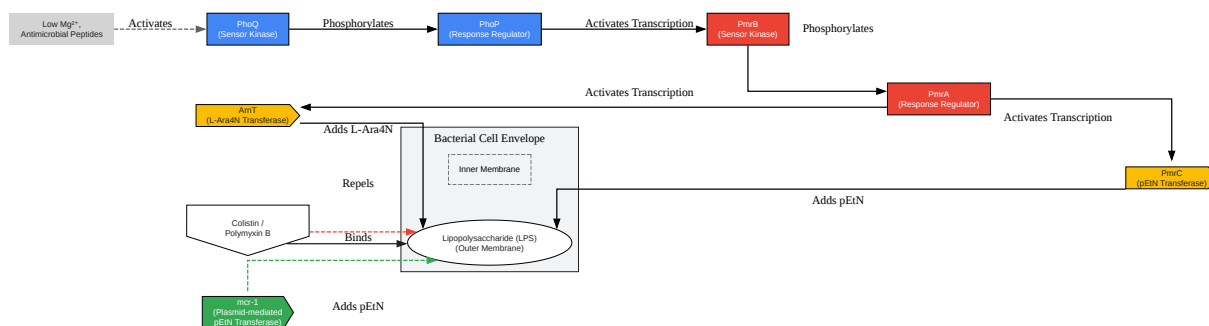 Low Mg²⁺,
Antimicrobial Peptides
Activates
PhoQ
(Sensor Kinase)
Phosphorylates
PhoP
(Response Regulator)
Activates Transcription
PmrB
(Sensor Kinase)
Phosphorylates
PmrA
(Response Regulator)
Activates Transcription
Activates Transcription
ArnT
(L-Ara4N Transferase)
Adds L-Ara4N
Bacterial Cell Envelope
Inner Membrane
PmrC
(pEtN Transferase)
Adds pEtN
Repels
Colistin /
Polymyxin B
Binds
Lipopolysaccharide (LPS)
(Outer Membrane)
mcr-1
(Plasmid-mediated
pEtN Transferase)
Adds pEtN